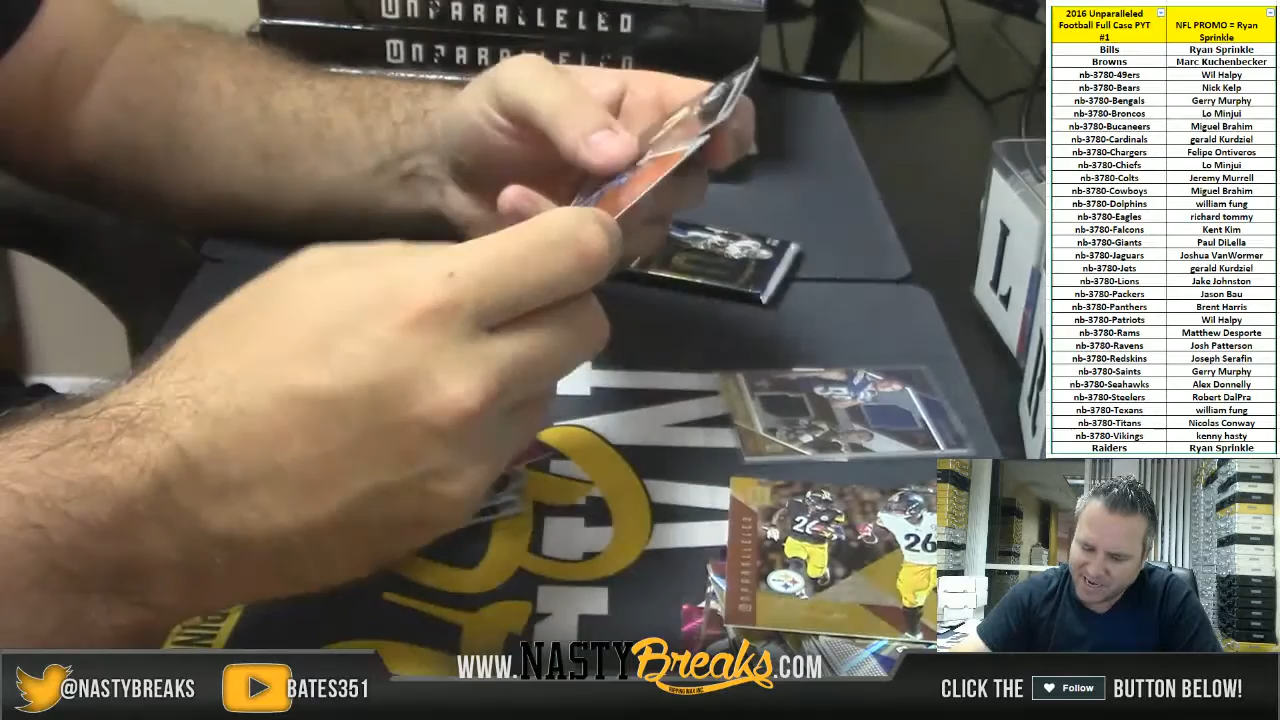 UNPARALLELED
UNPARALLELED
2016 Unparalleled Football Full Case PYT #1 NFL PROMO = Ryan Sprinkle
Bills Ryan Sprinkle
Browns Marc Kuchenbecker
nb-3780-49ers Wil Halpy
nb-3780-Bears Nick Kelp
nb-3780-Bengals Gerry Murphy
nb-3780-Broncos Lo Minjui
nb-3780-Bucaneers Miguel Brahim
nb-3780-Cardinals gerald Kurdziel
nb-3780-Chargers Felipe Ontiveros
nb-3780-Chiefs Lo Minjui
nb-3780-Colts Jeremy Murrell
nb-3780-Cowboys Miguel Brahim
nb-3780-Dolphins william fung
nb-3780-Eagles richard tommy
nb-3780-Falcons Kent Kim
nb-3780-Giants Paul DiLella
nb-3780-Jaguars Joshua VanWormer
nb-3780-Jets gerald Kurdziel
nb-3780-Lions Jake Johnston
nb-3780-Packers Jason Bau
nb-3780-Panthers Brent Harris
nb-3780-Patriots Wil Halpy
nb-3780-Rams Matthew Desporte
nb-3780-Ravens Josh Patterson
nb-3780-Redskins Joseph Serafin
nb-3780-Saints Gerry Murphy
nb-3780-Seahawks Alex Donnelly
nb-3780-Steelers Robert DalPra
nb-3780-Texans william fung
nb-3780-Titans Nicolas Conway
nb-3780-Vikings kenny hasty
Raiders Ryan Sprinkle
L
UNPARALLELED
26
26
@NASTYBREAKS
BATES351
WWW.NASTYBreaks.COM
RIPPING WAX INC.
CLICK THE Follow BUTTON BELOW!